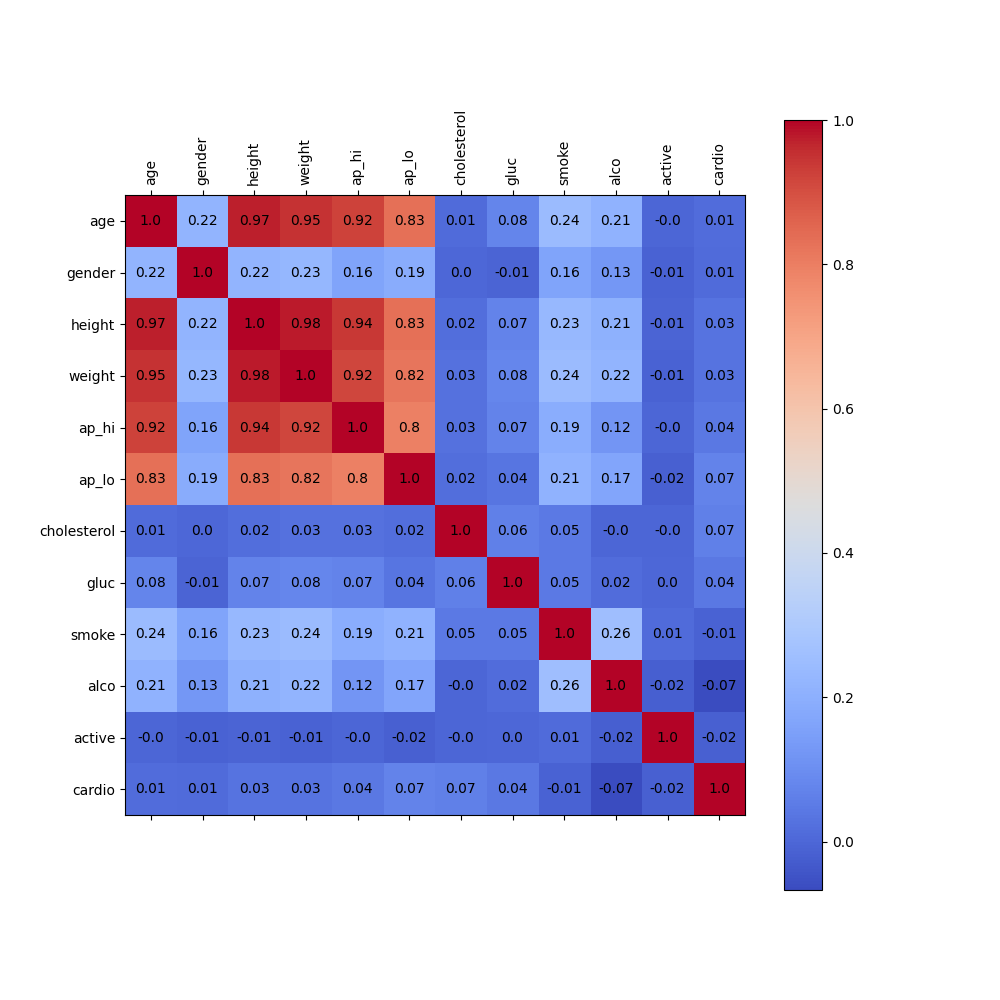 age gender height weight ap_hi ap_lo cholesterol gluc smoke alco active cardio
age 1.0 0.22 0.97 0.95 0.92 0.83 0.01 0.08 0.24 0.21 -0.0 0.01
gender 0.22 1.0 0.22 0.23 0.16 0.19 0.0 -0.01 0.16 0.13 -0.01 0.01
height 0.97 0.22 1.0 0.98 0.94 0.83 0.02 0.07 0.23 0.21 -0.01 0.03
weight 0.95 0.23 0.98 1.0 0.92 0.82 0.03 0.08 0.24 0.22 -0.01 0.03
ap_hi 0.92 0.16 0.94 0.92 1.0 0.8 0.03 0.07 0.19 0.12 -0.0 0.04
ap_lo 0.83 0.19 0.83 0.82 0.8 1.0 0.02 0.04 0.21 0.17 -0.02 0.07
cholesterol 0.01 0.0 0.02 0.03 0.03 0.02 1.0 0.06 0.05 -0.0 -0.0 0.07
gluc 0.08 -0.01 0.07 0.08 0.07 0.04 0.06 1.0 0.05 0.02 0.0 0.04
smoke 0.24 0.16 0.23 0.24 0.19 0.21 0.05 0.05 1.0 0.26 0.01 -0.01
alco 0.21 0.13 0.21 0.22 0.12 0.17 -0.0 0.02 0.26 1.0 -0.02 -0.07
active -0.0 -0.01 -0.01 -0.01 -0.0 -0.02 -0.0 0.0 0.01 -0.02 1.0 -0.02
cardio 0.01 0.01 0.03 0.03 0.04 0.07 0.07 0.04 -0.01 -0.07 -0.02 1.0
1.0
0.8
0.6
0.4
0.2
0.0